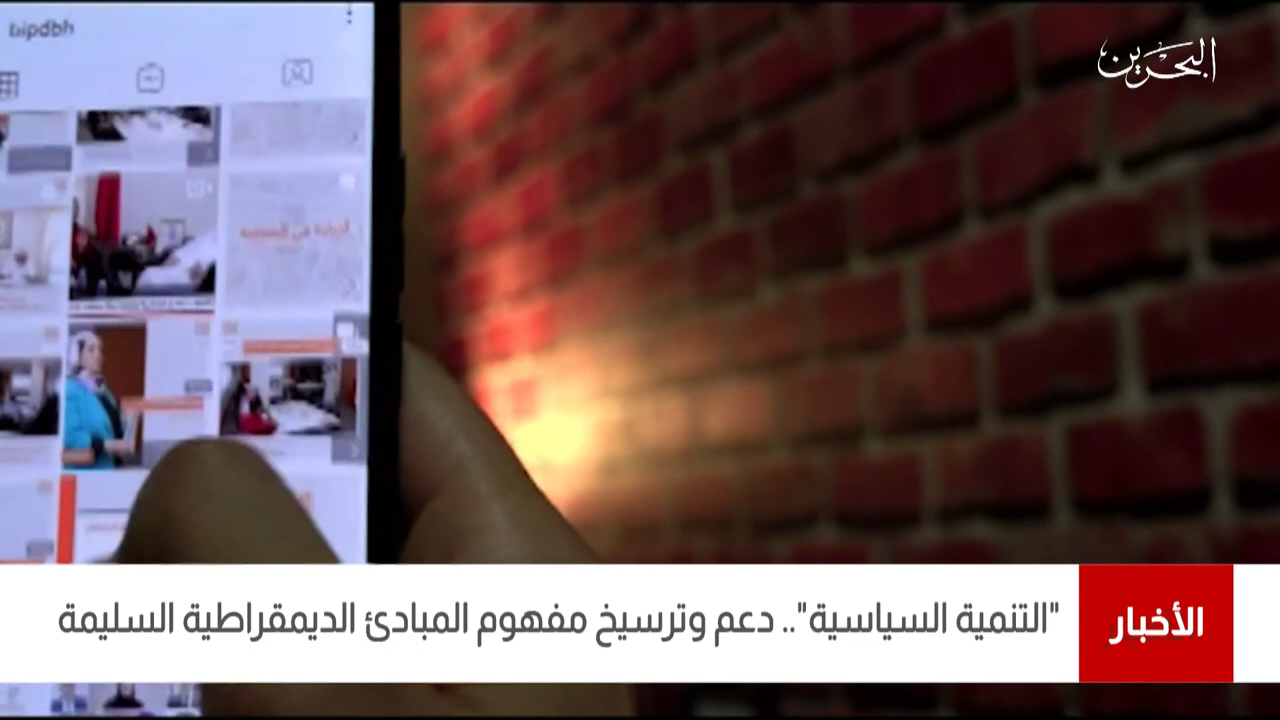 bipdbh
البحرين
الأخبار
"التنمية السياسية".. دعم وترسيخ مفهوم المبادئ الديمقراطية السليمة